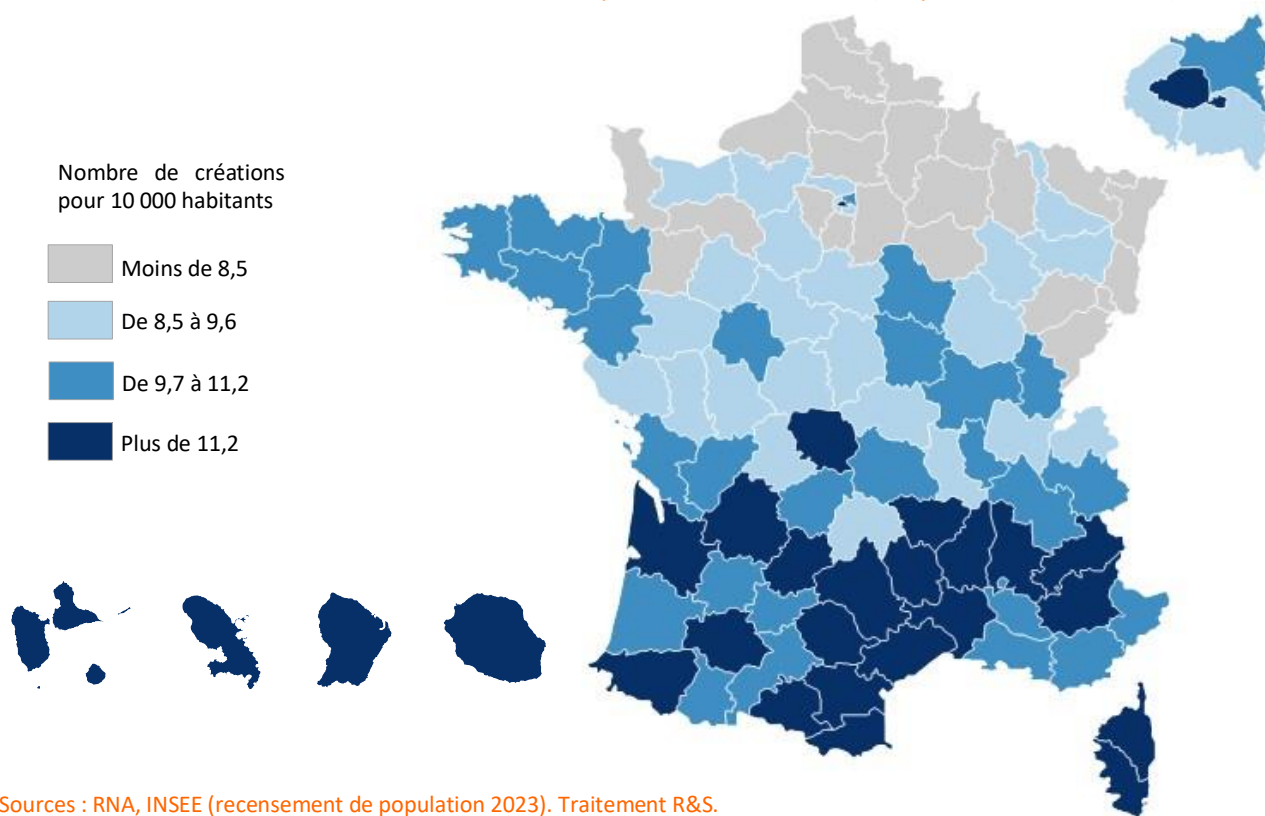 Nombre de créations
pour 10 000 habitants
Moins de 8,5
De 8,5 à 9,6
De 9,7 à 11,2
Plus de 11,2
Sources : RNA, INSEE (recensement de population 2023). Traitement R&S.